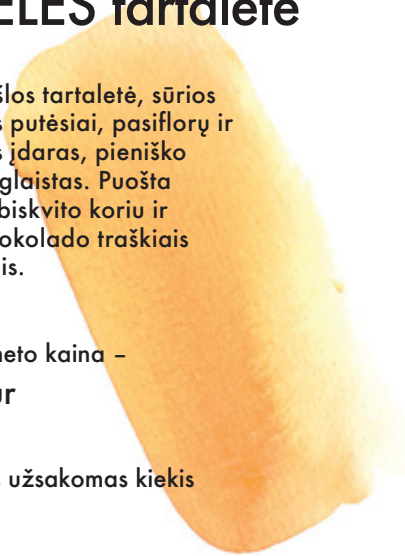 ĖLĖS tartaletė
šlos tartaletė, sūrios
s putėsiai, pasiflorų ir
s įdaras, pieniško
glaistas. Puošta
biskvito koriu ir
okolado traškiais
is.
neto kaina –
ur
s užsakomas kiekis